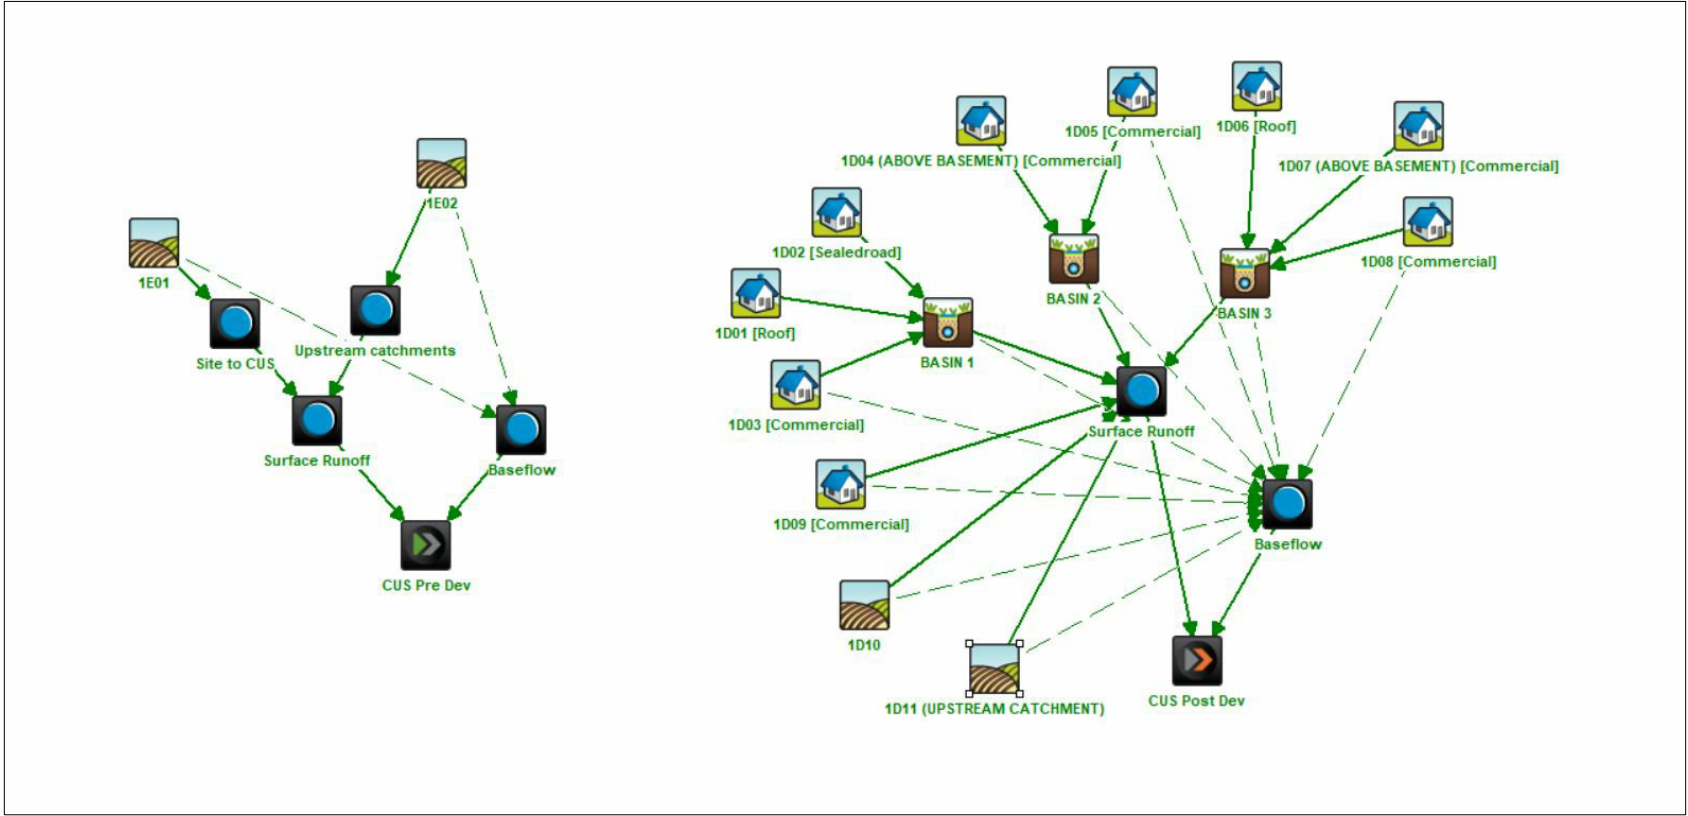 1E02
1E01
Upstream catchments
Site to CUS
Surface Runoff
Baseflow
CUS Pre Dev
1D05 [Commercial]
1D06 [Roof]
1D04 (ABOVE BASEMENT) [Commercial]
1D07 (ABOVE BASEMENT) [Commercial]
1D02 [Sealedroad]
1D08 [Commercial]
BASIN 2
BASIN 3
1D01 [Roof]
BASIN 1
1D03 [Commercial]
Surface Runoff
1D09 [Commercial]
Baseflow
1D10
CUS Post Dev
1D11 (UPSTREAM CATCHMENT)